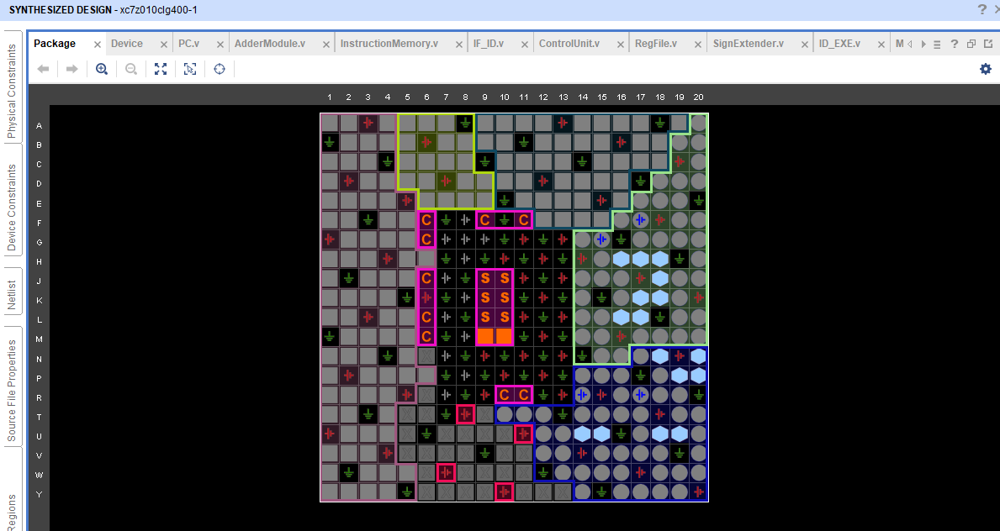 SYNTHESIZED DESIGN - xc7z010clg400-1
?
Package
Device
PC.v
AdderModule.v
InstructionMemory.v
IF_ID.v
ControlUnit.v
RegFile.v
SignExtender.v
ID_EXE.v
M
?
Physical Constraints
Device Constraints
Netlist
Source File Properties
Regions
1 2 3 4 5 6 7 8 9 10 11 12 13 14 15 16 17 18 19 20
A
B
C
D
E
F C C C
G C
H
J C S S
K S S
L C S S
M C
N
P
R C C
T
U
V
W
Y